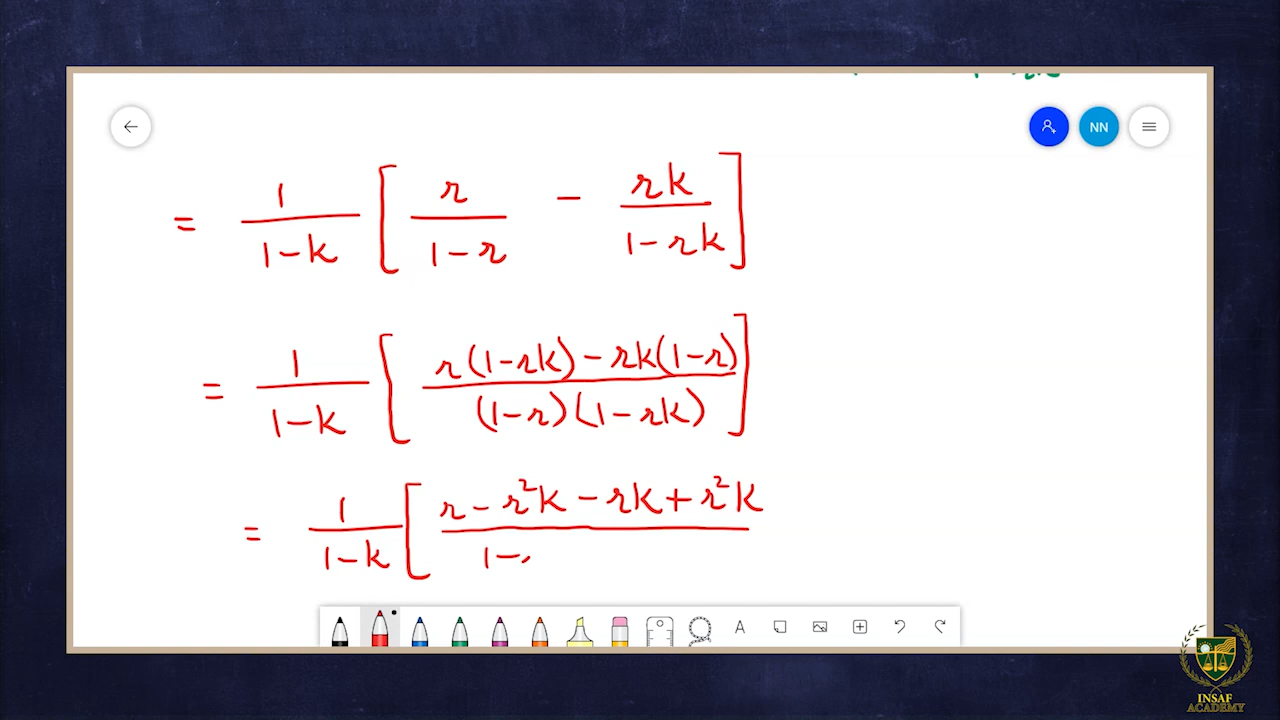 NN
= 1/(1-k) [ r/(1-r) - rk/(1-rk) ]
= 1/(1-k) [ (r(1-rk) - rk(1-r))/((1-r)(1-rk)) ]
= 1/(1-k) [ (r - r²k - rk + r²k)/(1-
A
INSAF
ACADEMY